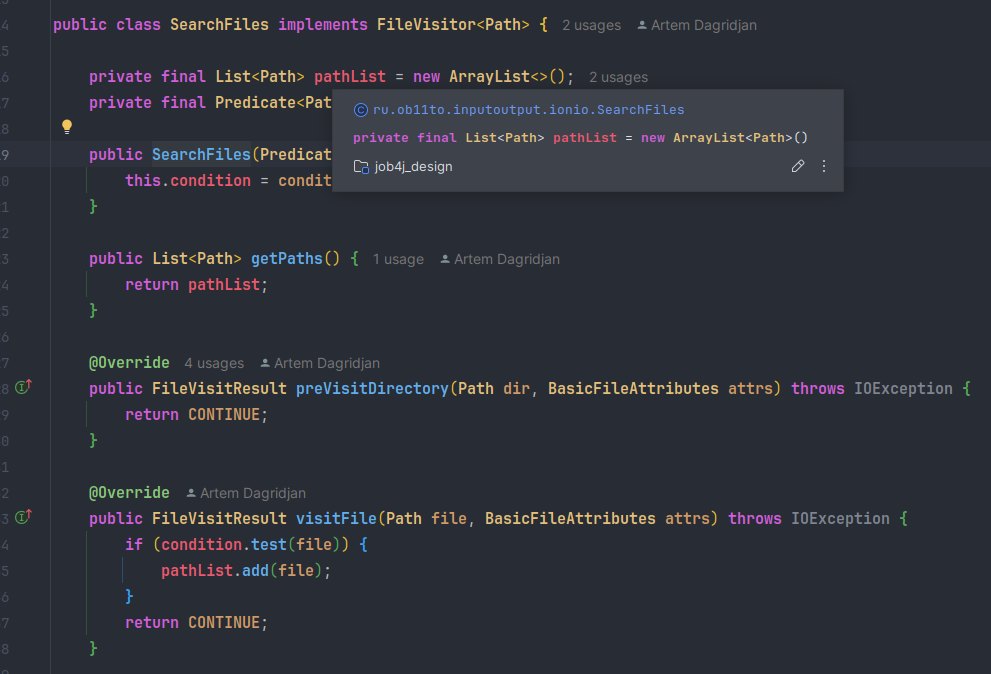 4 public class SearchFiles implements FileVisitor<Path> { 2 usages Artem Dagridjan
5
6 private final List<Path> pathList = new ArrayList<>(); 2 usages
7 private final Predicate<Pat
ru.ob11to.inputoutput.ionio.SearchFiles
private final List<Path> pathList = new ArrayList<Path>()
job4j_design
8
9 public SearchFiles(Predicat
0 this.condition = condit
1 }
2
3 public List<Path> getPaths() { 1 usage Artem Dagridjan
4 return pathList;
5 }
6
7 @Override 4 usages Artem Dagridjan
8 public FileVisitResult preVisitDirectory(Path dir, BasicFileAttributes attrs) throws IOException {
9 return CONTINUE;
0 }
1
2 @Override Artem Dagridjan
3 public FileVisitResult visitFile(Path file, BasicFileAttributes attrs) throws IOException {
4 if (condition.test(file)) {
5 pathList.add(file);
6 }
7 return CONTINUE;
8 }